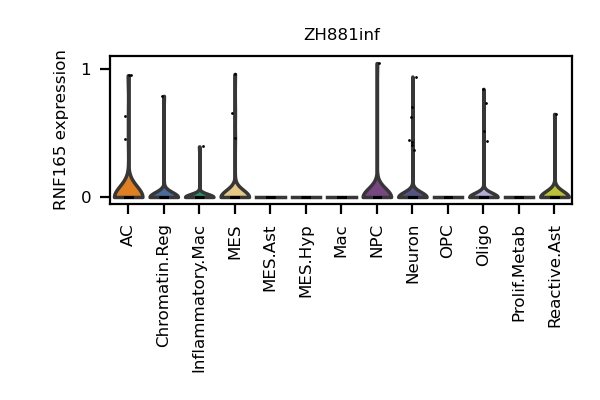 ZH881inf
RNF165 expression
1
0
AC
Chromatin.Reg
Inflammatory.Mac
MES
MES.Ast
MES.Hyp
Mac
NPC
Neuron
OPC
Oligo
Prolif.Metab
Reactive.Ast